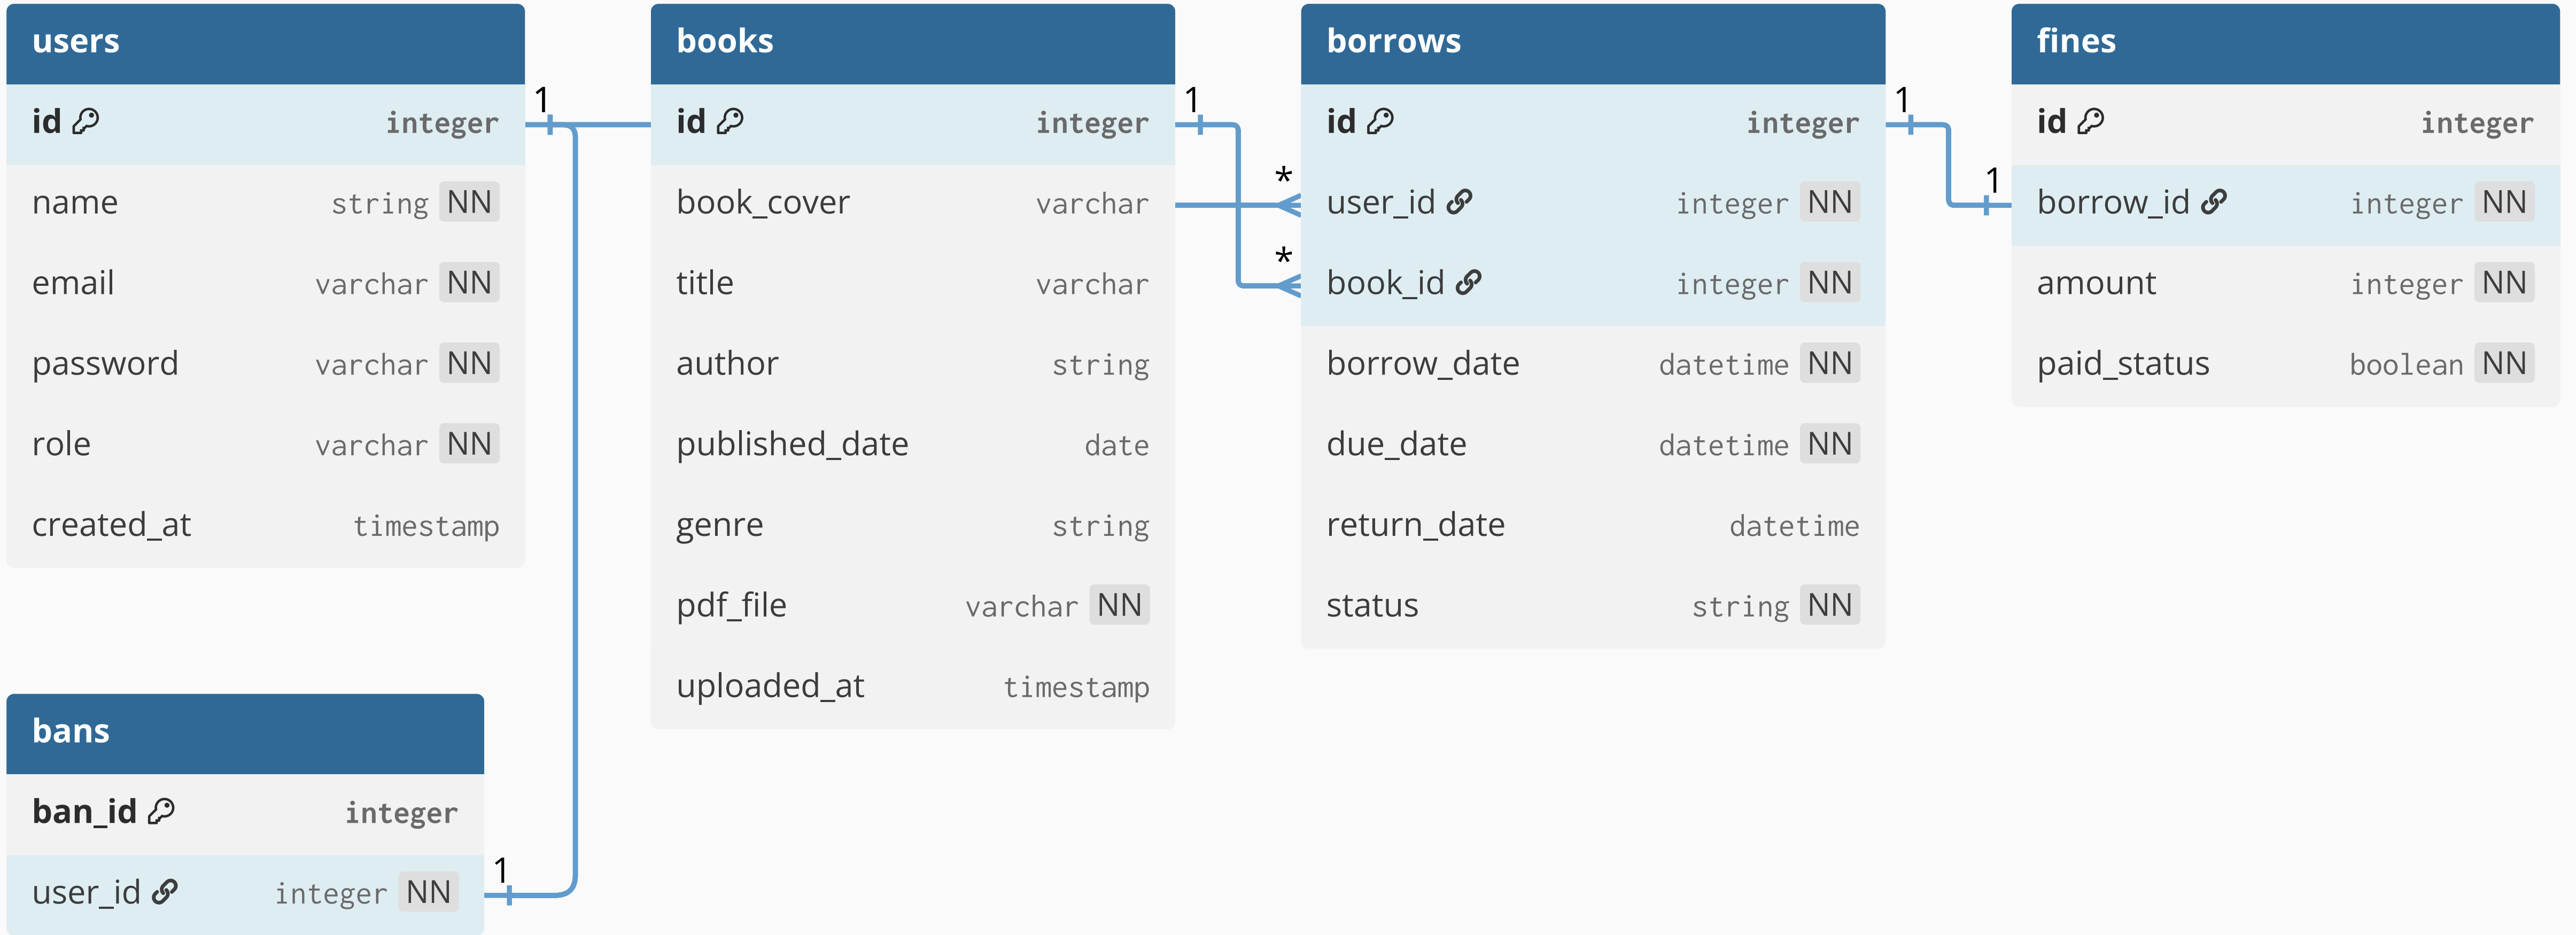 users
id integer
name string NN
email varchar NN
password varchar NN
role varchar NN
created_at timestamp
1
bans
ban_id integer
user_id integer NN
1
books
id integer
book_cover varchar
title varchar
author string
published_date date
genre string
pdf_file varchar NN
uploaded_at timestamp
1
*
*
borrows
id integer
user_id integer NN
book_id integer NN
borrow_date datetime NN
due_date datetime NN
return_date datetime
status string NN
1
1
fines
id integer
borrow_id integer NN
amount integer NN
paid_status boolean NN